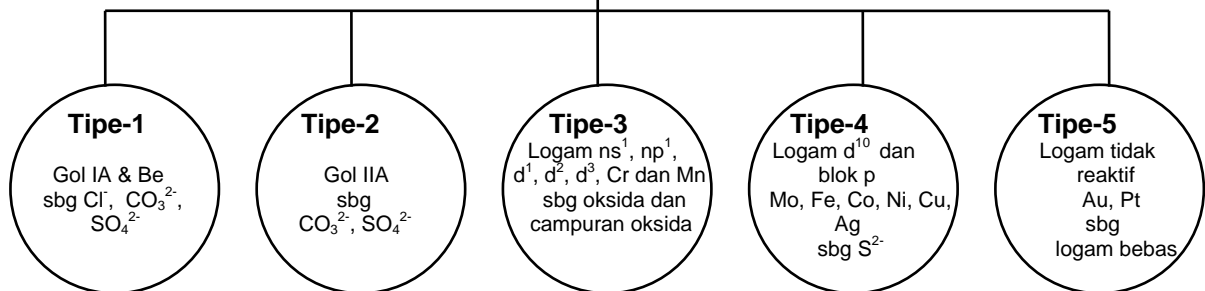 Tipe-1
Gol IA & Be
sbg Cl⁻, CO₃²⁻,
SO₄²⁻
Tipe-2
Gol IIA
sbg
CO₃²⁻, SO₄²⁻
Tipe-3
Logam ns¹, np¹,
d¹, d², d³, Cr dan Mn
sbg oksida dan
campuran oksida
Tipe-4
Logam d¹⁰ dan
blok p
Mo, Fe, Co, Ni, Cu,
Ag
sbg S²⁻
Tipe-5
Logam tidak
reaktif
Au, Pt
sbg
logam bebas